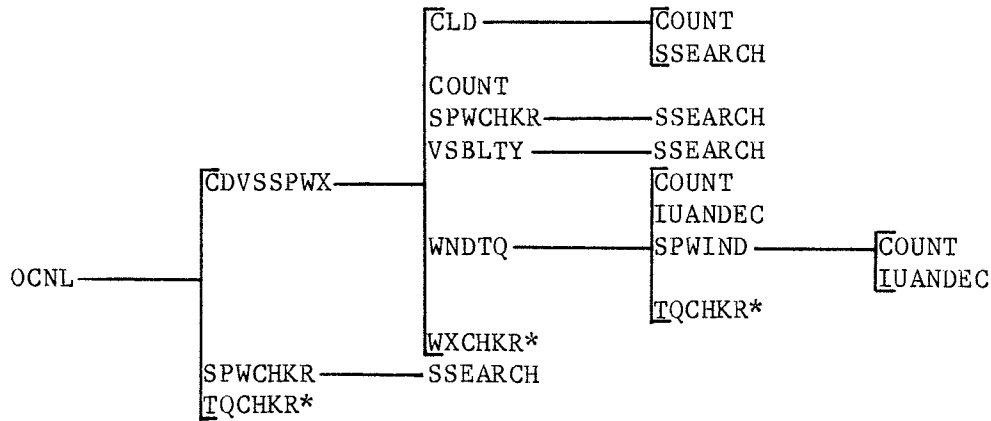 CLD COUNT
SSEARCH
COUNT
SPWCHKR SSEARCH
VSBLTY SSEARCH
CDVSSPWX COUNT
IUANDEC
WNDTQ SPWIND COUNT
OCNL IUANDEC
TQCHKR*
WXCHKR*
SPWCHKR SSEARCH
TQCHKR*